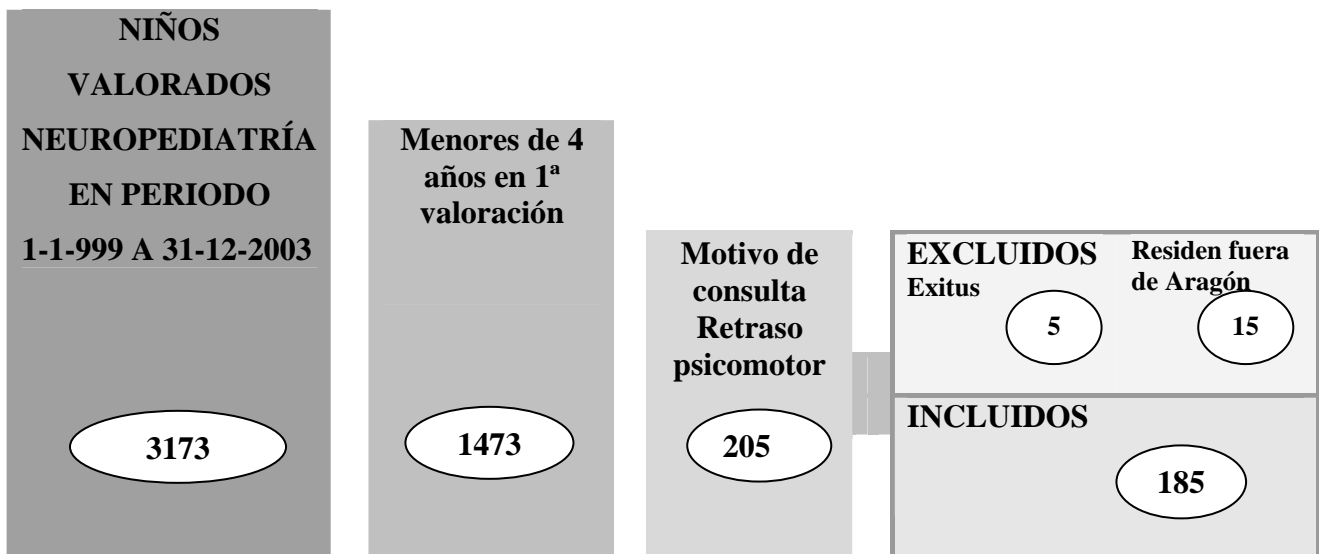 NIÑOS
VALORADOS
NEUROPEDIATRÍA
EN PERIODO
1-1-999 A 31-12-2003
3173
Menores de 4
años en 1ª
valoración
1473
Motivo de
consulta
Retraso
psicomotor
205
EXCLUIDOS
Exitus
5
Residen fuera
de Aragón
15
INCLUIDOS
185